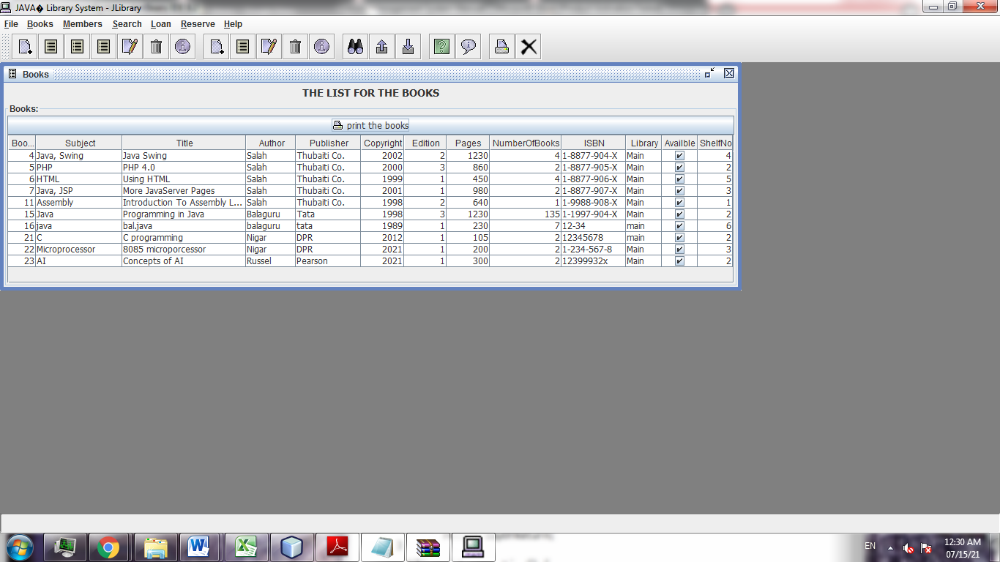 JAVA� Library System - JLibrary
File Books Members Search Loan Reserve Help
Books
THE LIST FOR THE BOOKS
Books:
print the books
Boo... Subject Title Author Publisher Copyright Edition Pages NumberOfBooks ISBN Library Availble ShelfNo
4 Java, Swing Java Swing Salah Thubaiti Co. 2002 2 1230 4 1-8877-904-X Main 4
5 PHP PHP 4.0 Salah Thubaiti Co. 2000 3 860 2 1-8877-905-X Main 2
6 HTML Using HTML Salah Thubaiti Co. 1999 1 450 4 1-8877-906-X Main 5
7 Java, JSP More JavaServer Pages Salah Thubaiti Co. 2001 1 980 2 1-8877-907-X Main 3
11 Assembly Introduction To Assembly L... Salah Thubaiti Co. 1998 2 640 1 1-9988-908-X Main 1
15 Java Programming in Java Balaguru Tata 1998 3 1230 135 1-1997-904-X Main 2
16 java bal.java balaguru tata 1989 1 230 7 12-34 main 6
21 C C programming Nigar DPR 2012 1 105 2 12345678 main 2
22 Microprocessor 8085 microporcessor Nigar DPR 2021 1 200 2 1-234-567-8 Main 3
23 AI Concepts of AI Russel Pearson 2021 1 300 2 12399932x Main 2
EN 12:30 AM
07/15/21